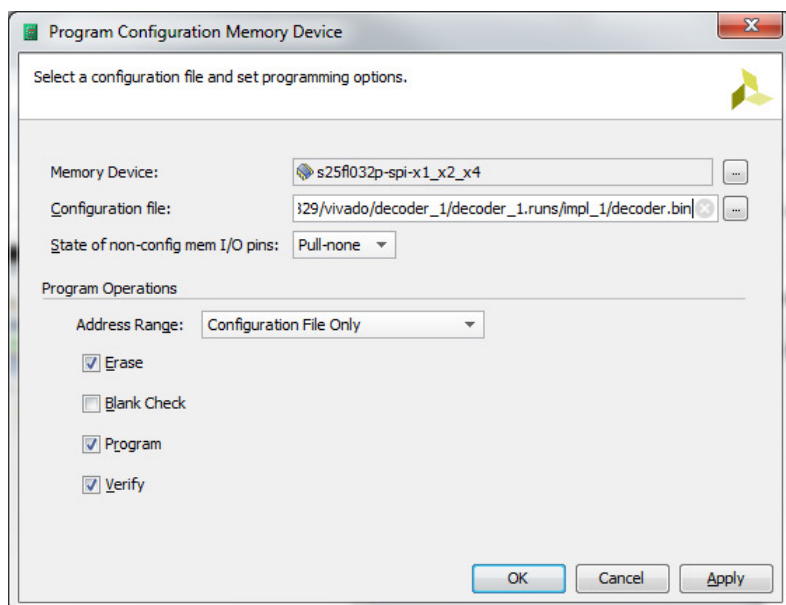 Program Configuration Memory Device
Select a configuration file and set programming options.
Memory Device: s25fl032p-spi-x1_x2_x4 ...
Configuration file: 329/vivado/decoder_1/decoder_1.runs/impl_1/decoder.bin ...
State of non-config mem I/O pins: Pull-none
Program Operations
Address Range: Configuration File Only
Erase
Blank Check
Program
Verify
OK Cancel Apply